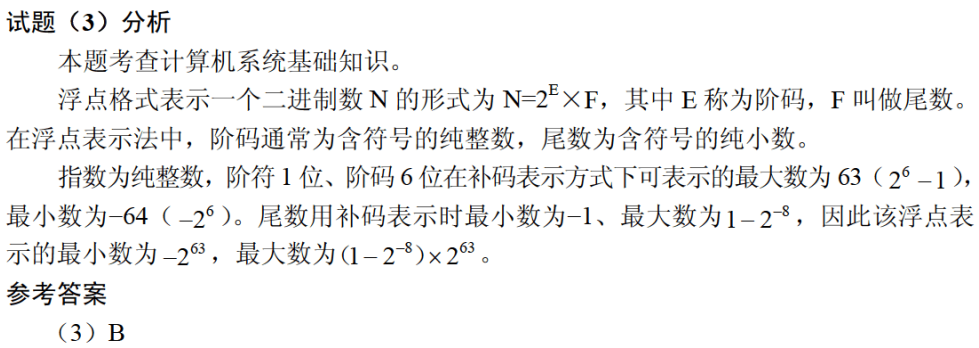 试题（3）分析
本题考查计算机系统基础知识。
浮点格式表示一个二进制数 N 的形式为 N=2^E×F，其中 E 称为阶码，F 叫做尾数。
在浮点表示法中，阶码通常为含符号的纯整数，尾数为含符号的纯小数。
指数为纯整数，阶符 1 位、阶码 6 位在补码表示方式下可表示的最大数为 63（2^6－1），
最小数为−64（−2^6）。尾数用补码表示时最小数为−1、最大数为1－2^−8，因此该浮点表
示的最小数为−2^63，最大数为(1－2^−8)×2^63。
参考答案
（3）B